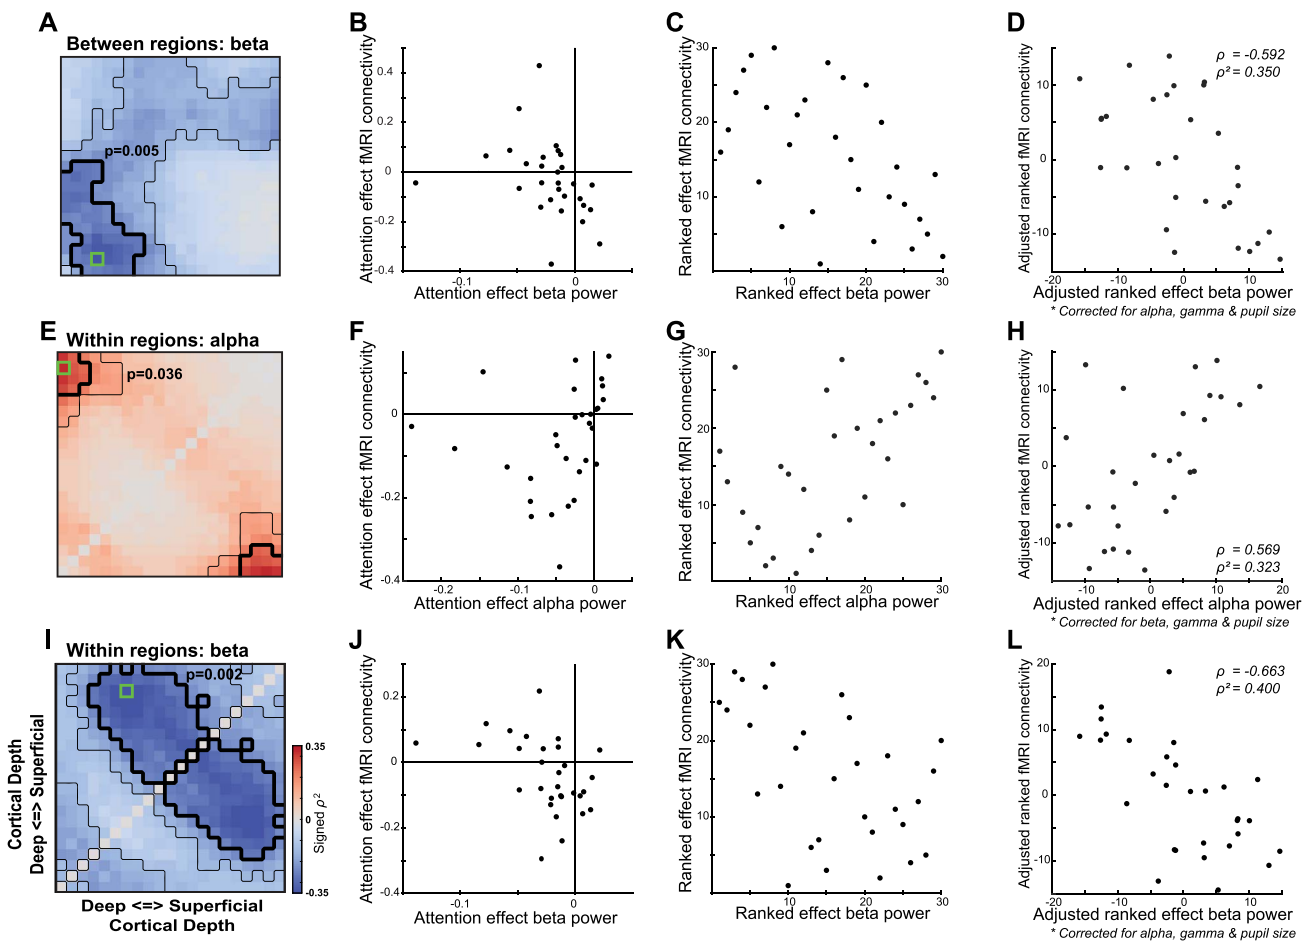 A
Between regions: beta
p=0.005
B
Attention effect fMRI connectivity
0.4
0.2
0
-0.2
-0.4
-0.1
0
Attention effect beta power
C
Ranked effect fMRI connectivity
30
20
10
10
20
30
Ranked effect beta power
D
Adjusted ranked fMRI connectivity
10
0
-10
-20
-10
0
10
ρ = -0.592
ρ² = 0.350
Adjusted ranked effect beta power
* Corrected for alpha, gamma & pupil size
E
Within regions: alpha
p=0.036
F
Attention effect fMRI connectivity
0
-0.2
-0.4
-0.2
-0.1
0
Attention effect alpha power
G
Ranked effect fMRI connectivity
30
20
10
10
20
30
Ranked effect alpha power
H
Adjusted ranked fMRI connectivity
10
0
-10
-10
0
10
20
ρ = 0.569
ρ² = 0.323
Adjusted ranked effect alpha power
* Corrected for beta, gamma & pupil size
I
Within regions: beta
p=0.002
Cortical Depth
Deep <=> Superficial
Deep <=> Superficial
Cortical Depth
0.35
0
-0.35
Signed ρ²
J
Attention effect fMRI connectivity
0.2
0
-0.2
-0.4
-0.1
0
Attention effect beta power
K
Ranked effect fMRI connectivity
30
20
10
10
20
30
Ranked effect beta power
L
Adjusted ranked fMRI connectivity
20
10
0
-10
-20
-10
0
10
ρ = -0.663
ρ² = 0.400
Adjusted ranked effect beta power
* Corrected for alpha, gamma & pupil size